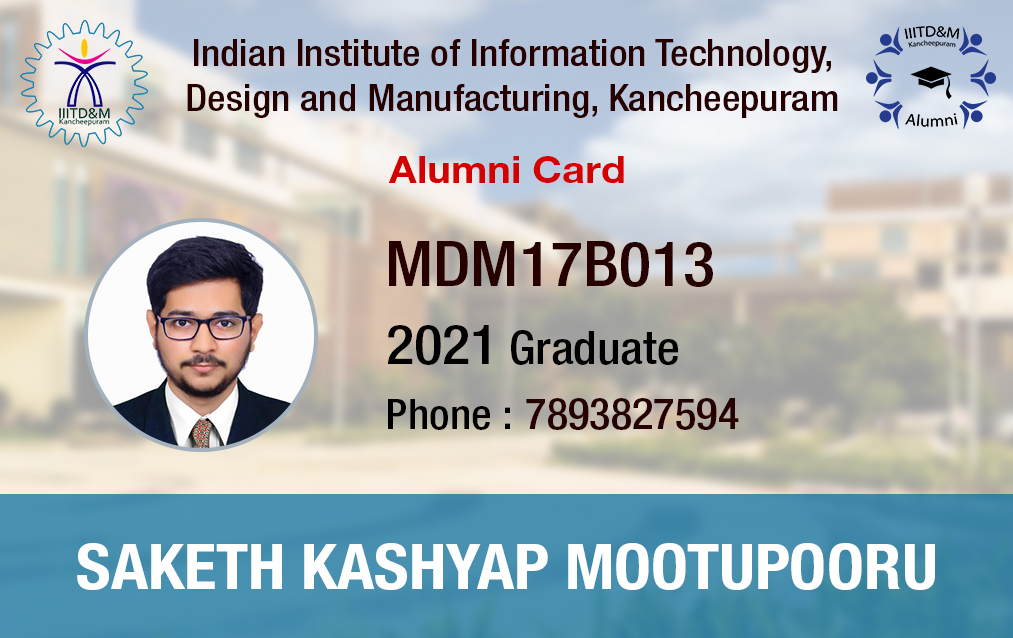 Indian Institute of Information Technology,
Design and Manufacturing, Kancheepuram
IIITD&M
Kancheepuram
IIITD&M
Kancheepuram
Alumni
Alumni Card
MDM17B013
2021 Graduate
Phone : 7893827594
SAKETH KASHYAP MOOTUPOORU